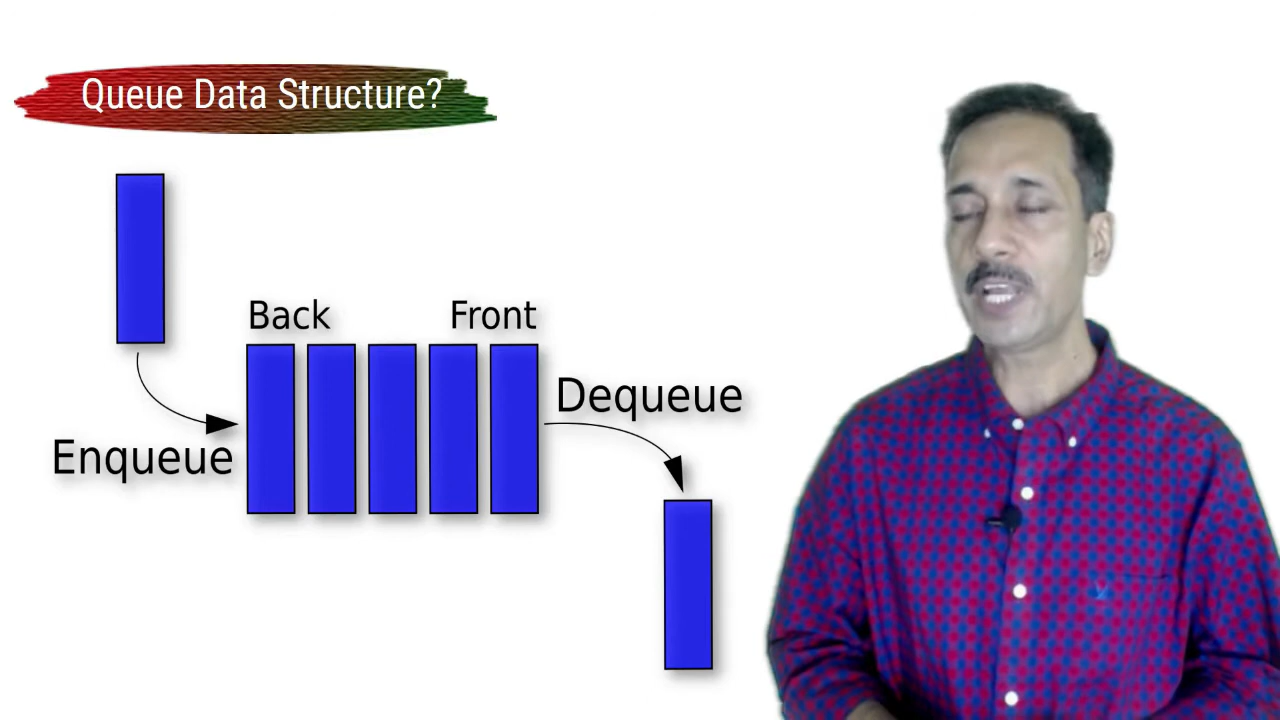 Queue Data Structure?
Back
Front
Dequeue
Enqueue